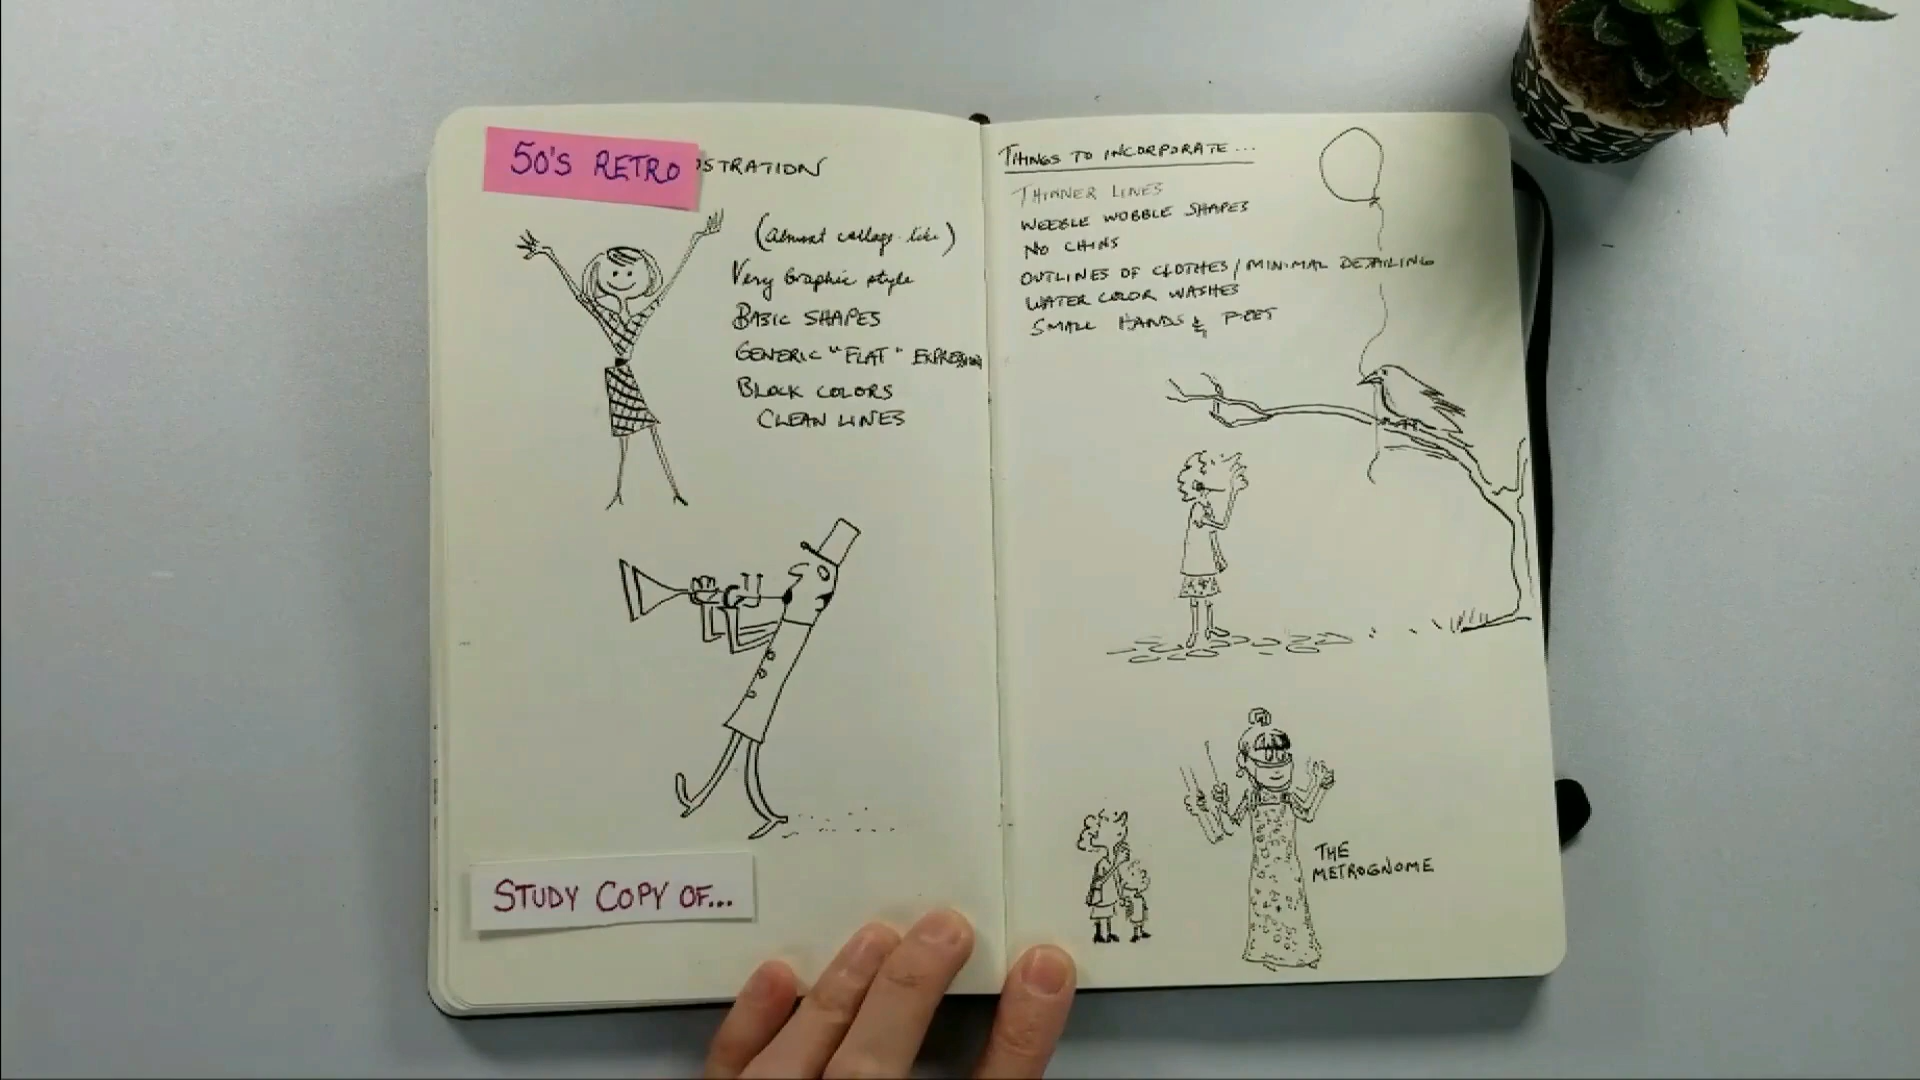 50's RETRO
STRATION
(Almost collage-like)
Very Graphic style
BASIC SHAPES
GENERIC "FLAT" EXPRESSION
BLOCK COLORS
CLEAN LINES
STUDY COPY OF...
THINGS TO INCORPORATE...
THINNER LINES
WEEBLE WOBBLE SHAPES
NO CHINS
OUTLINES OF CLOTHES/MINIMAL DETAILING
WATER COLOR WASHES
SMALL HANDS & FEET
THE
METROGNOME